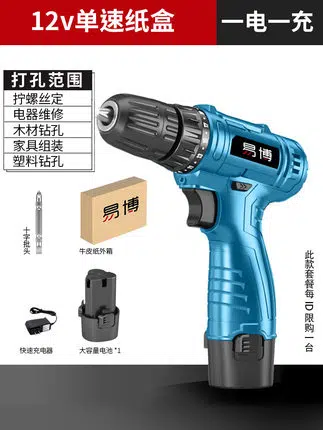 12v单速纸盒
一电一充
打孔范围
拧螺丝定
电器维修
木材钻孔
家具组装
塑料钻孔
易博
十字批头
易博
牛皮纸外箱
快速充电器
大容量电池 *1
此款套餐每ID限购一台